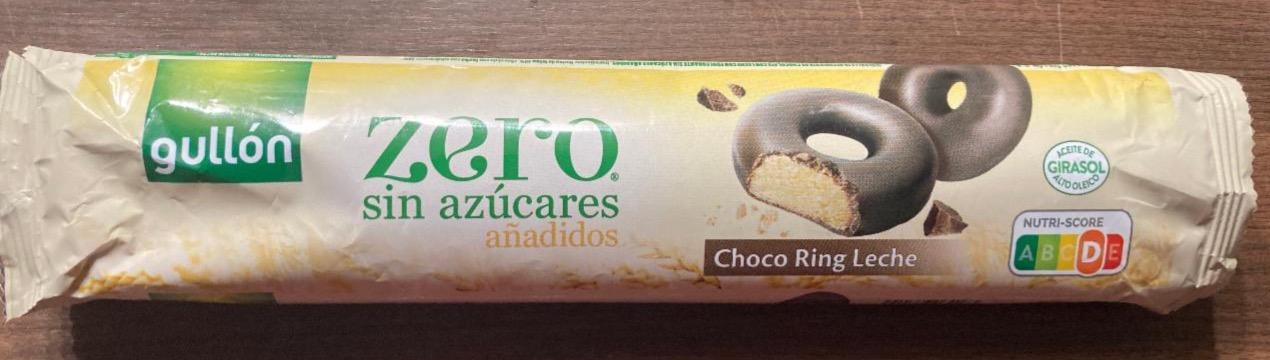 gullón
zero®
sin azúcares
añadidos
Choco Ring Leche
ACEITE DE
GIRASOL
ALTO OLEICO
NUTRI-SCORE
A B C D E